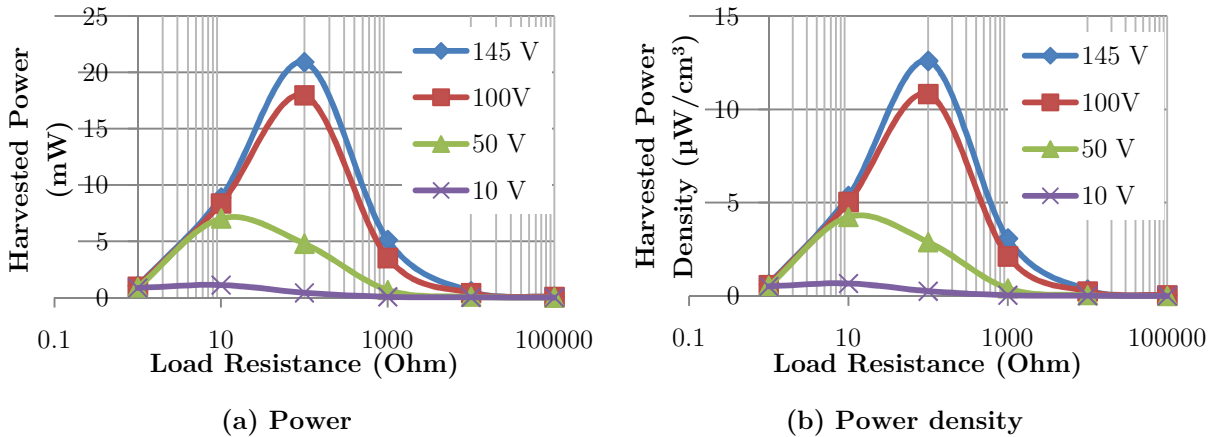 25
20
15
10
5
0
Harvested Power
(mW)
145 V
100V
50 V
10 V
0.1
10
1000
100000
Load Resistance (Ohm)
(a) Power
15
10
5
0
Harvested Power
Density (µW/cm³)
145 V
100V
50 V
10 V
0.1
10
1000
100000
Load Resistance (Ohm)
(b) Power density